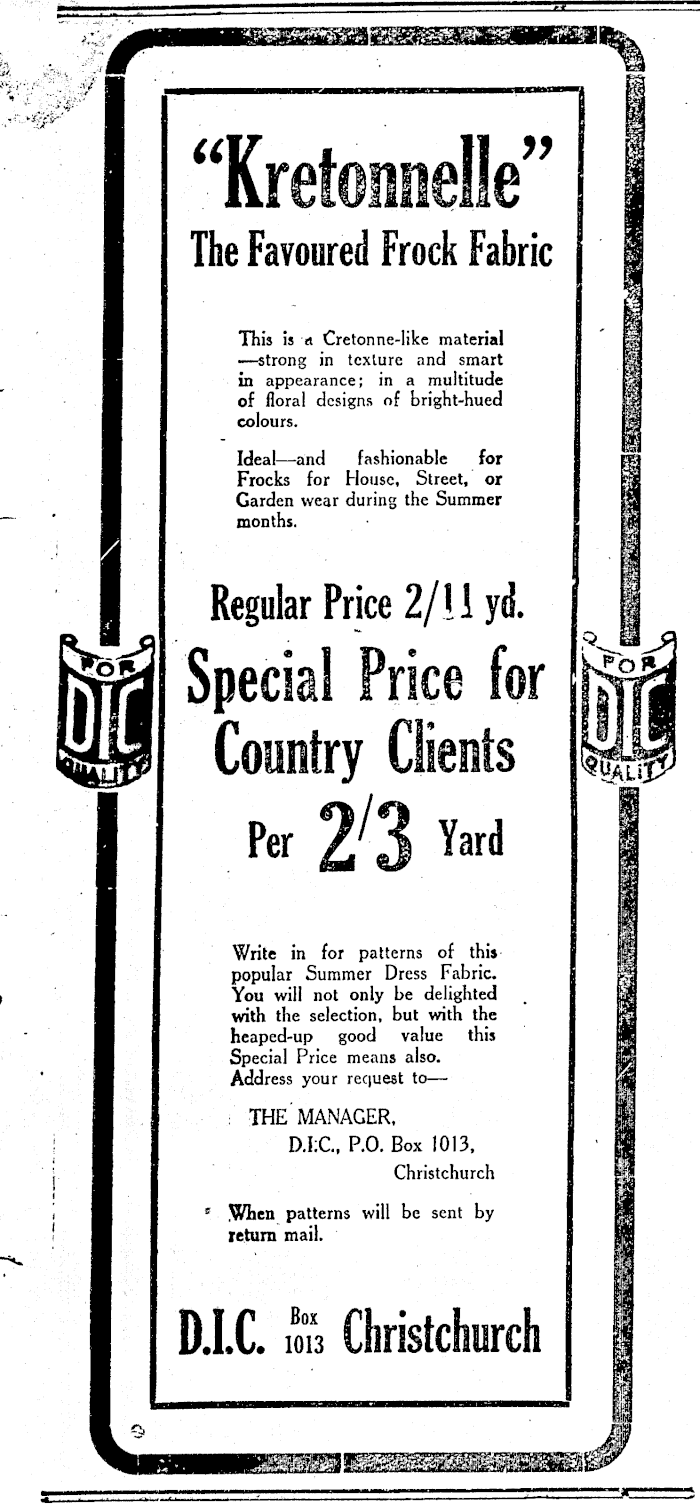 “Kretonnelle”
The Favoured Frock Fabric
This is a Cretonne-like material
—strong in texture and smart
in appearance; in a multitude
of floral designs of bright-hued
colours.
Ideal—and fashionable for
Frocks for House, Street, or
Garden wear during the Summer
months.
Regular Price 2/11 yd.
FOR
DIC
QUALITY
FOR
DIC
QUALITY
Special Price for
Country Clients
Per 2/3 Yard
Write in for patterns of this
popular Summer Dress Fabric.
You will not only be delighted
with the selection, but with the
heaped-up good value this
Special Price means also.
Address your request to—
THE MANAGER,
D.I.C., P.O. Box 1013,
Christchurch
When patterns will be sent by
return mail.
D.I.C. Box 1013 Christchurch